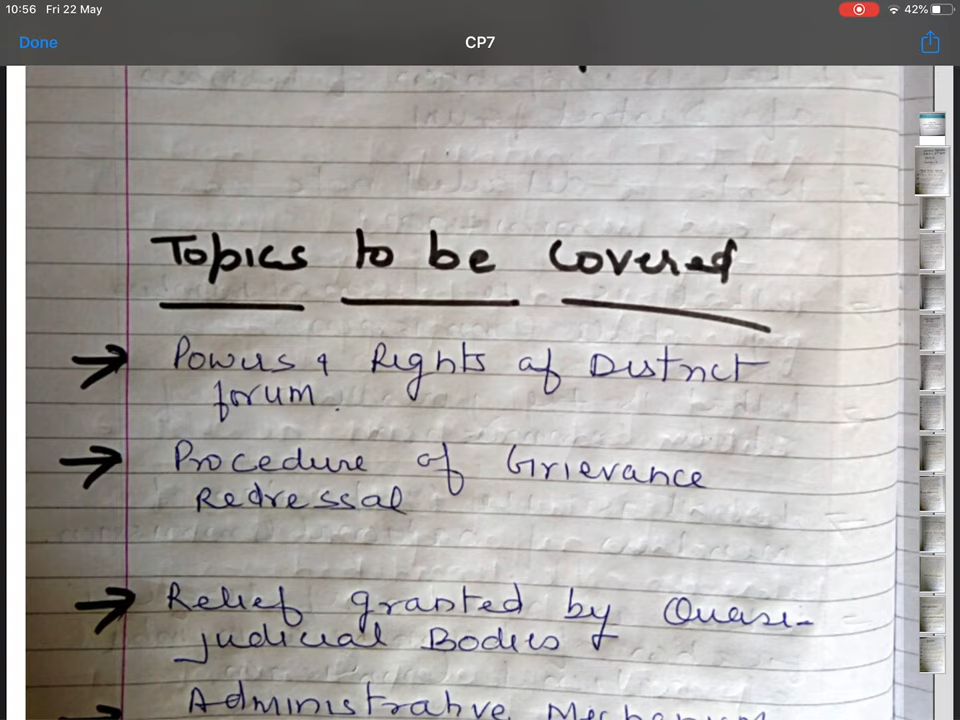 10:56 Fri 22 May
42%
Done
CP7
Topics to be Covered
→ Powers & Rights of District
forum.
→ Procedure of Grievance
Redressal
→ Relief granted by Quasi-
judicial Bodies
→ Administrative Mechanism